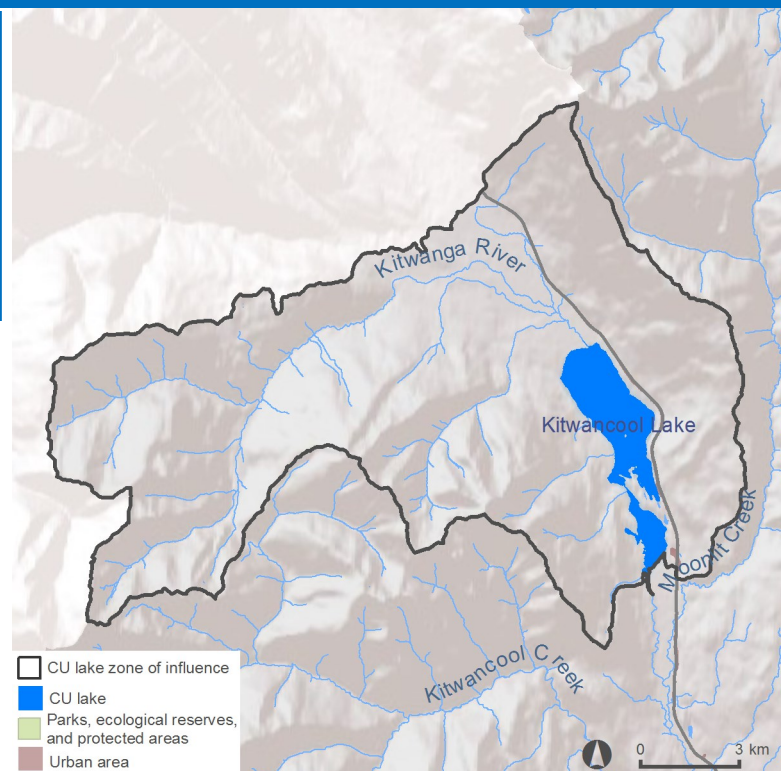 Kitwanga River
Kitwancool Lake
Moonlit Creek
Kitwancool Creek
CU lake zone of influence
CU lake
Parks, ecological reserves,
and protected areas
Urban area
0 3 km